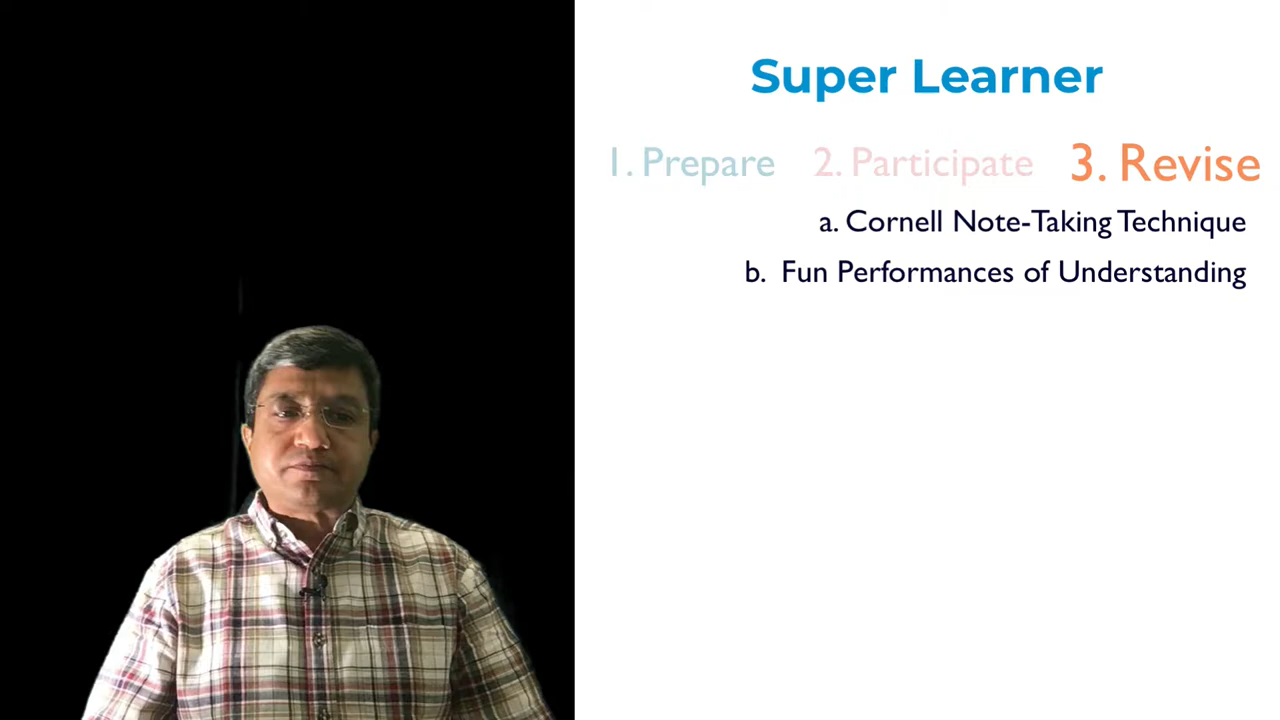 Super Learner
1. Prepare 2. Participate 3. Revise
a. Cornell Note-Taking Technique
b. Fun Performances of Understanding